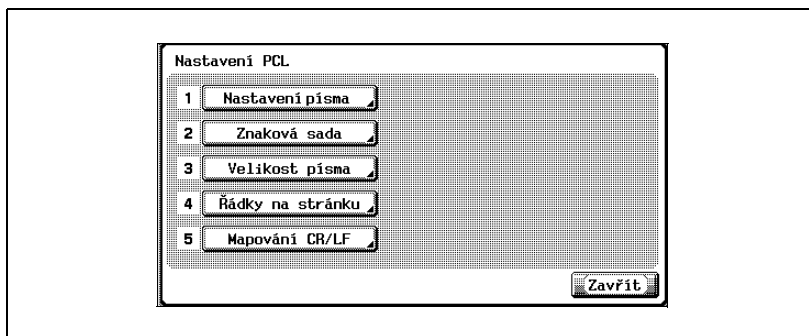 Nastavení PCL
1 Nastavení písma
2 Znaková sada
3 Velikost písma
4 Řádky na stránku
5 Mapování CR/LF
Zavřít